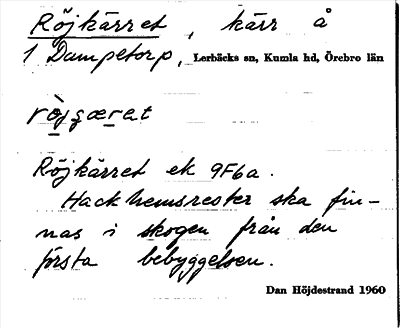 Röjkärret, kärr å
1 Dampetorp, Lerbäcks sn, Kumla hd, Örebro län
Röjkärret ek 9F6a.
Hackhemsrester ska fin-
nas i skogen från den
första bebyggelsen.
Dan Höjdestrand 1960